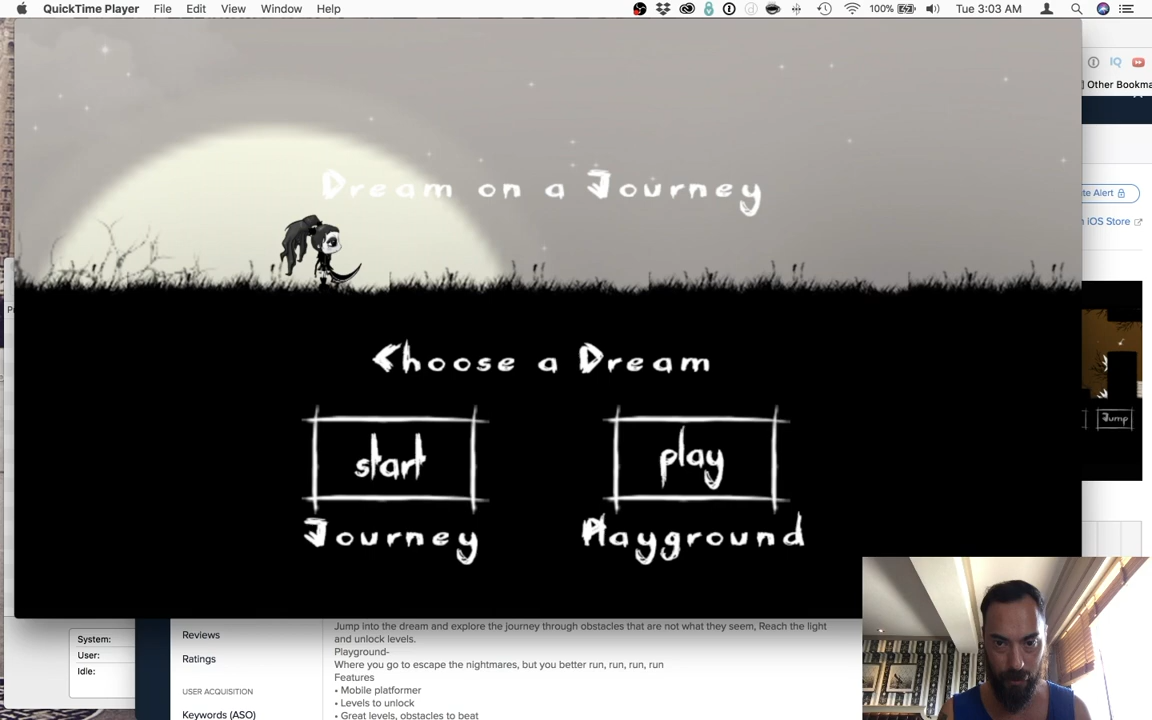 QuickTime Player File Edit View Window Help 100% Tue 3:03 AM
IQ
Other Bookma
Dream on a Journey
te Alert
iOS Store
Choose a Dream
start play
Jump
Journey Playground
System:
User:
Idle:
Reviews
Ratings
USER ACQUISITION
Keywords (ASO)
Jump into the dream and explore the journey through obstacles that are not what they seem, Reach the light
and unlock levels.
Playground-
Where you go to escape the nightmares, but you better run, run, run, run
Features
• Mobile platformer
• Levels to unlock
• Great levels, obstacles to beat